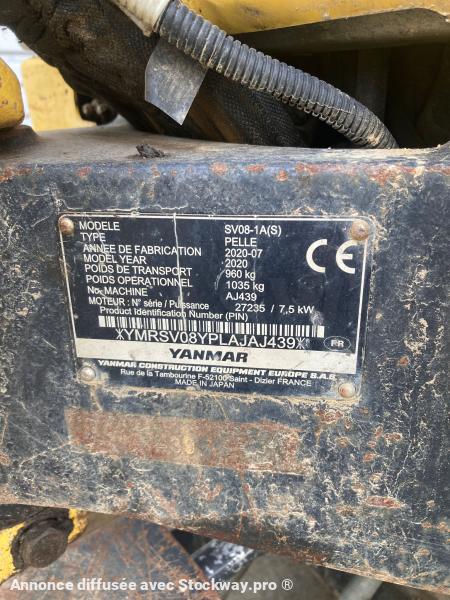 MODELE SV08-1A(S)
TYPE PELLE
ANNEE DE FABRICATION 2020-07
MODEL YEAR 2020
POIDS DE TRANSPORT 960 kg
POIDS OPERATIONNEL 1035 kg
No. MACHINE AJ439
MOTEUR : N° série / Puissance 27235 / 7,5 kW
Product Identification Number (PIN)
YMRSV08YPLAJAJ439
CE
FR
YANMAR
YANMAR CONSTRUCTION EQUIPMENT EUROPE S.A.S.
Rue de la Tambourine F-52100 Saint - Dizier FRANCE
MADE IN JAPAN
Annonce diffusée avec Stockway.pro ®